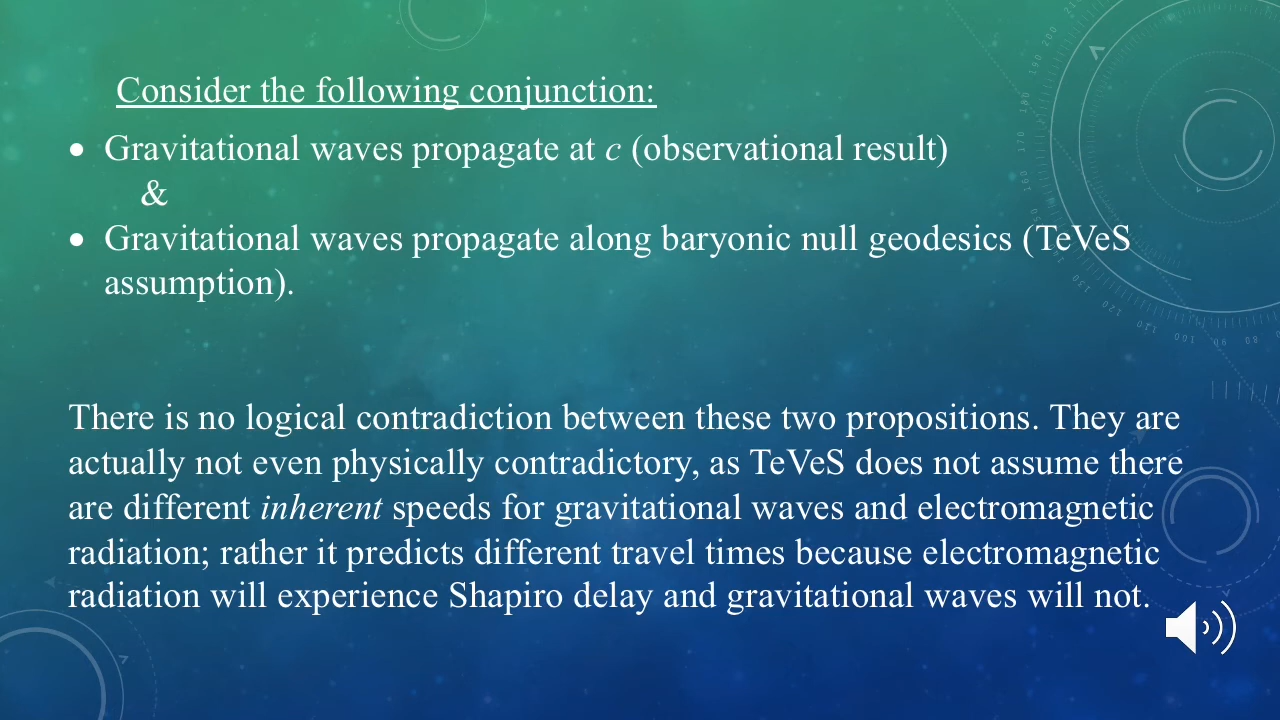 Consider the following conjunction:
• Gravitational waves propagate at c (observational result)
&
• Gravitational waves propagate along baryonic null geodesics (TeVeS
assumption).
There is no logical contradiction between these two propositions. They are
actually not even physically contradictory, as TeVeS does not assume there
are different inherent speeds for gravitational waves and electromagnetic
radiation; rather it predicts different travel times because electromagnetic
radiation will experience Shapiro delay and gravitational waves will not.